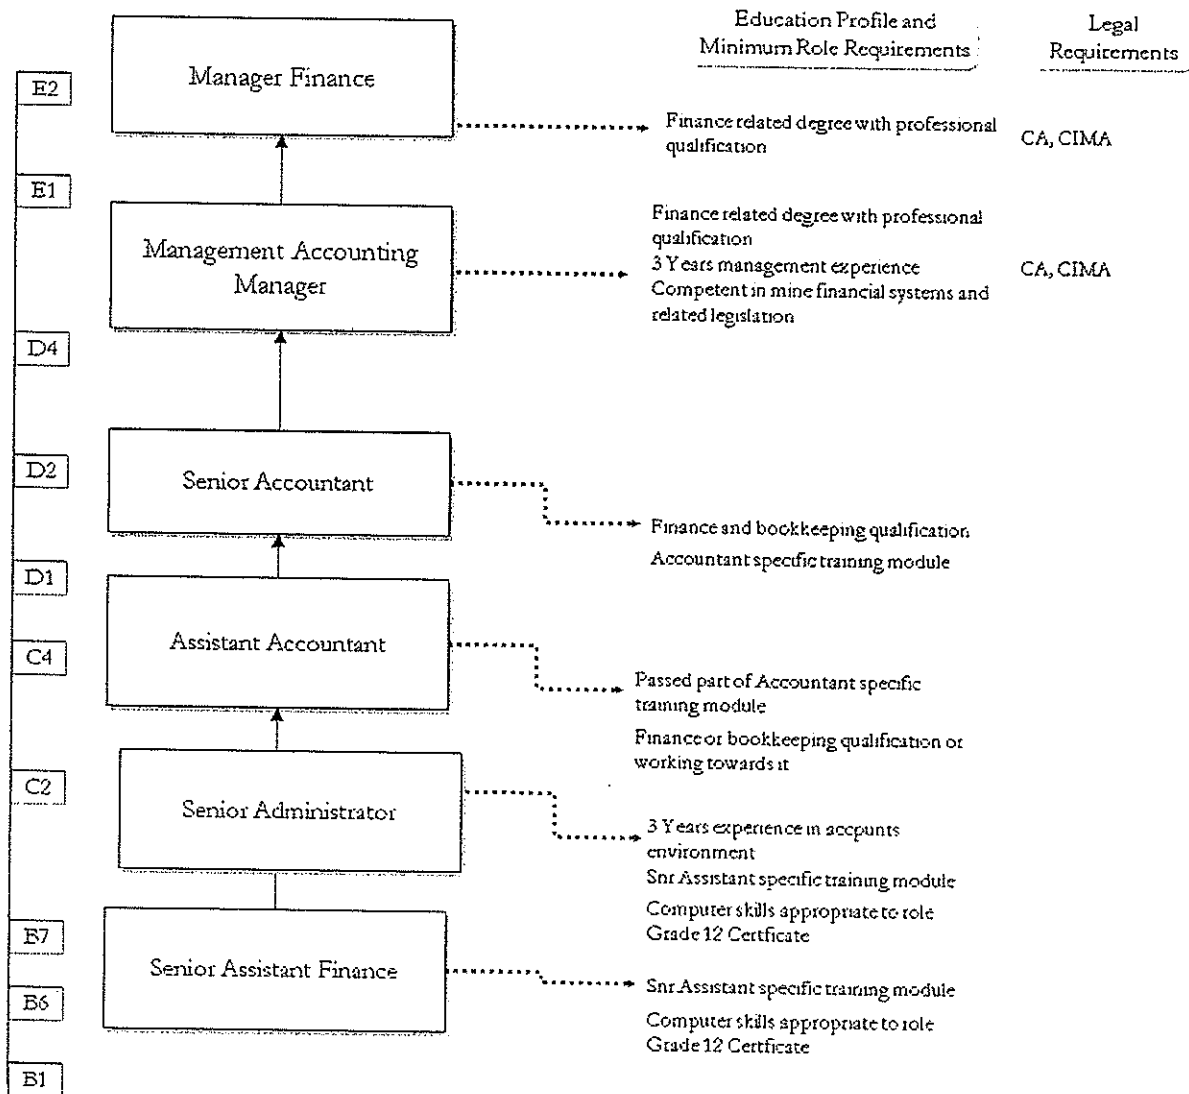 Education Profile and
Minimum Role Requirements
Legal
Requirements
E2
Manager Finance
Finance related degree with professional
qualification
CA, CIMA
E1
Management Accounting
Manager
Finance related degree with professional
qualification
3 Years management experience
Competent in mine financial systems and
related legislation
CA, CIMA
D4
D2
Senior Accountant
Finance and bookkeeping qualification
Accountant specific training module
D1
Assistant Accountant
C4
Passed part of Accountant specific
training module
Finance or bookkeeping qualification or
working towards it
C2
Senior Administrator
3 Years experience in accpunts
environment
Snr Assistant specific training module
Computer skills appropriate to role
Grade 12 Certficate
B7
Senior Assistant Finance
B6
Snr Assistant specific training module
Computer skills appropriate to role
Grade 12 Certficate
B1